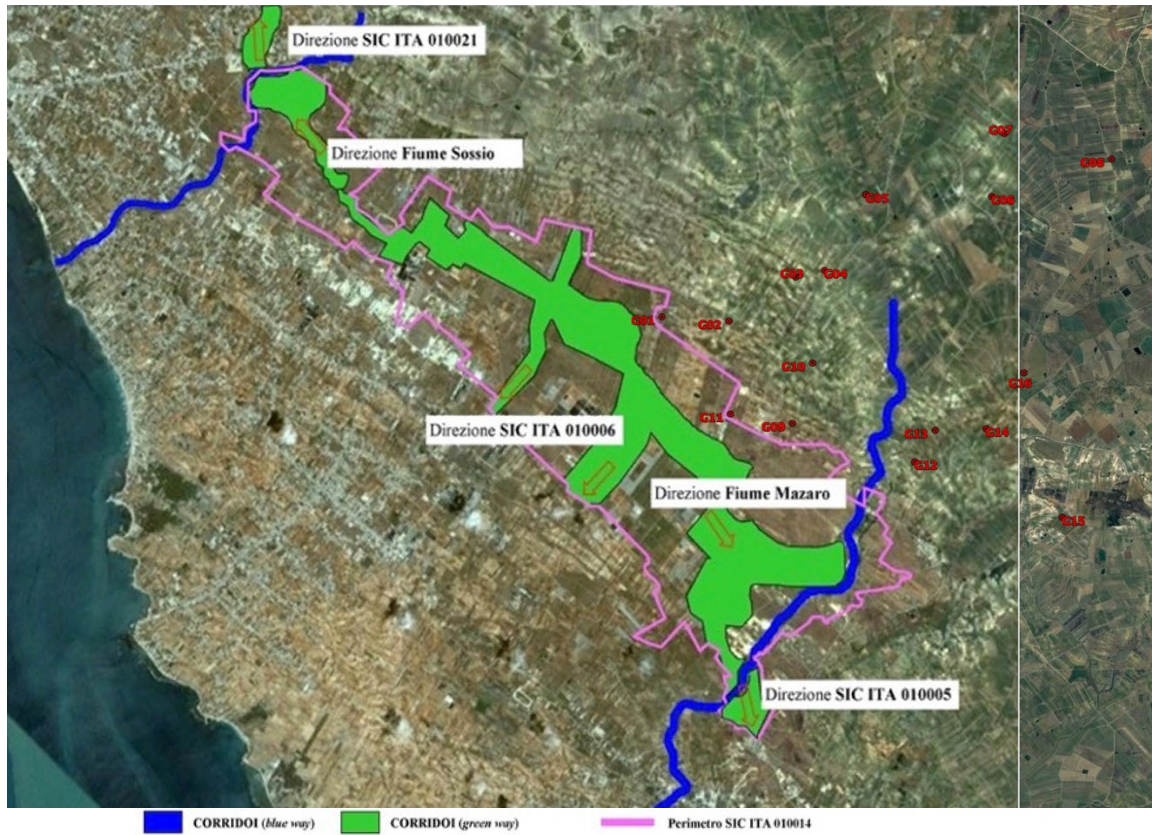 Direzione SIC ITA 010021
G07
Direzione Fiume Sossio
G08
G05
G06
G03
G04
G01
G02
G10
G16
G11
G09
Direzione SIC ITA 010006
G13
G14
G12
Direzione Fiume Mazaro
G15
Direzione SIC ITA 010005
CORRIDOI (blue way)
CORRIDOI (green way)
Perimetro SIC ITA 010014